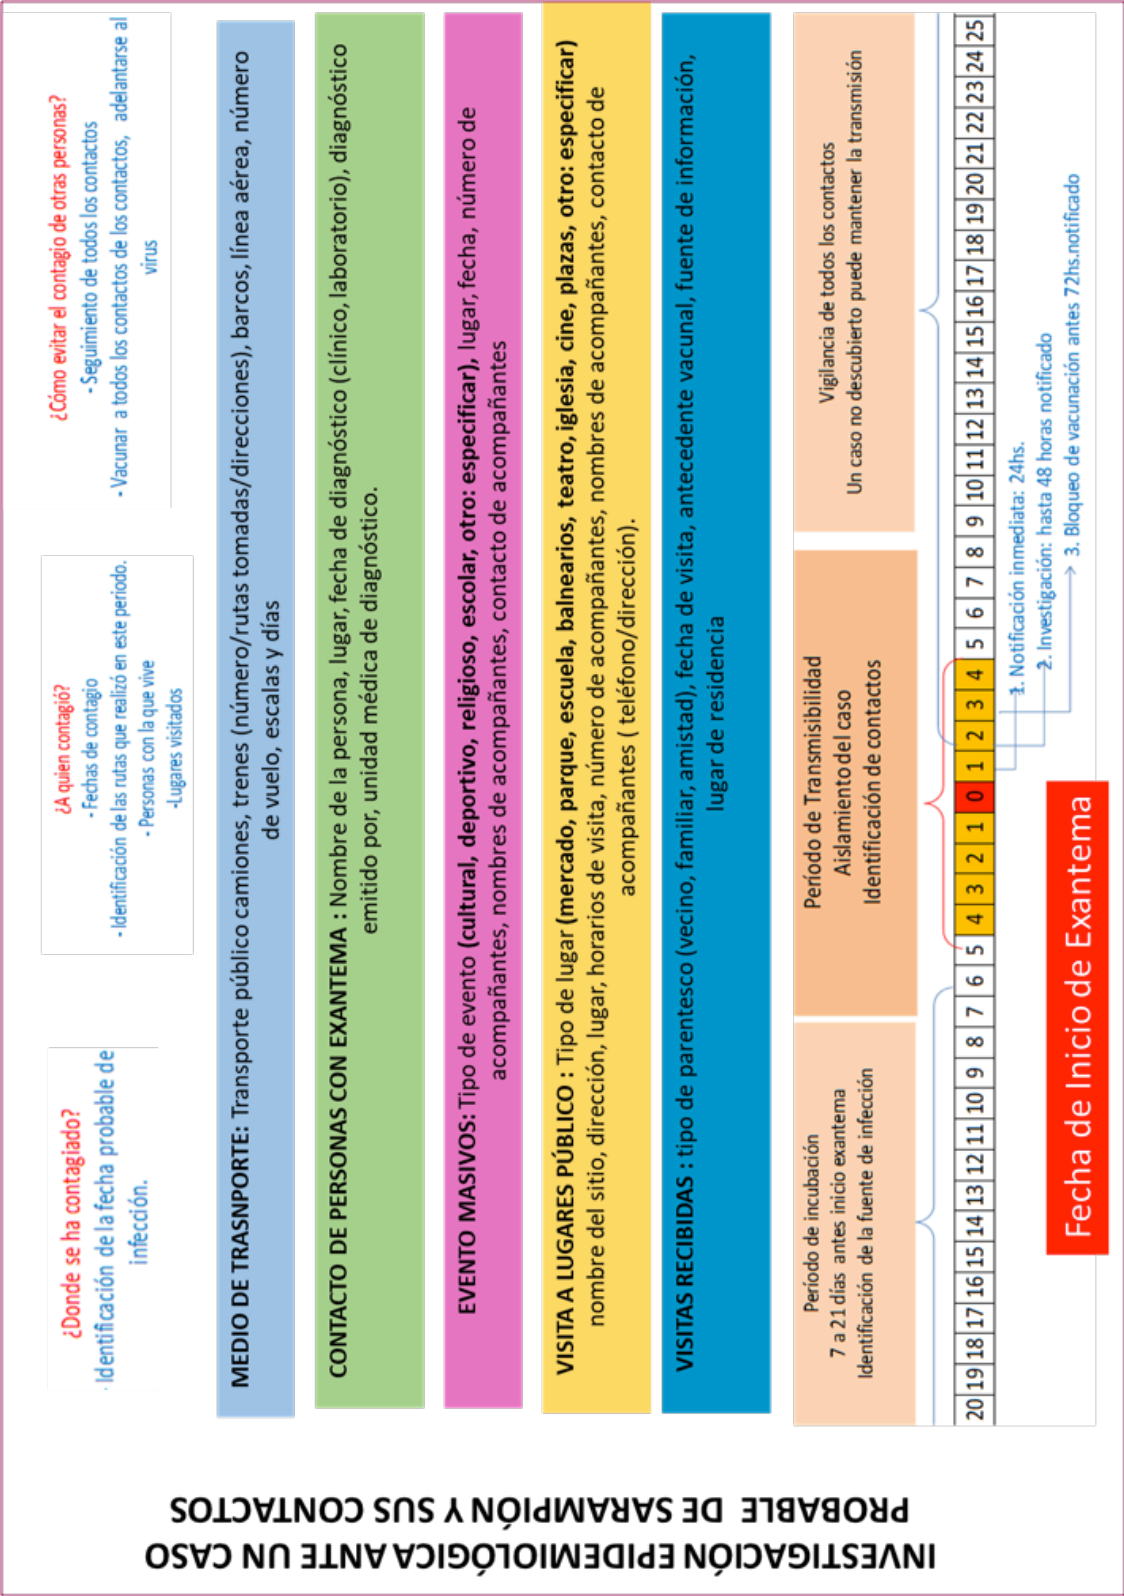 INVESTIGACIÓN EPIDEMIOLÓGICA ANTE UN CASO
PROBABLE DE SARAMPIÓN Y SUS CONTACTOS
¿Donde se ha contagiado?
- Identificación de la fecha probable de
infección.
¿A quien contagió?
- Fechas de contagio
- Identificación de las rutas que realizó en este periodo.
- Personas con la que vive
-Lugares visitados
¿Cómo evitar el contagio de otras personas?
- Seguimiento de todos los contactos
- Vacunar a todos los contactos de los contactos, adelantarse al
virus
MEDIO DE TRASNPORTE: Transporte público camiones, trenes (número/rutas tomadas/direcciones), barcos, línea aérea, número
de vuelo, escalas y días
CONTACTO DE PERSONAS CON EXANTEMA : Nombre de la persona, lugar, fecha de diagnóstico (clínico, laboratorio), diagnóstico
emitido por, unidad médica de diagnóstico.
EVENTO MASIVOS: Tipo de evento (cultural, deportivo, religioso, escolar, otro: especificar), lugar, fecha, número de
acompañantes, nombres de acompañantes, contacto de acompañantes
VISITA A LUGARES PÚBLICO : Tipo de lugar (mercado, parque, escuela, balnearios, teatro, iglesia, cine, plazas, otro: especificar)
nombre del sitio, dirección, lugar, horarios de visita, número de acompañantes, nombres de acompañantes, contacto de
acompañantes ( teléfono/dirección).
VISITAS RECIBIDAS : tipo de parentesco (vecino, familiar, amistad), fecha de visita, antecedente vacunal, fuente de información,
lugar de residencia
Período de incubación
7 a 21 días antes inicio exantema
Identificación de la fuente de infección
Período de Transmisibilidad
Aislamiento del caso
Identificación de contactos
Vigilancia de todos los contactos
Un caso no descubierto puede mantener la transmisión
20 19 18 17 16 15 14 13 12 11 10 9 8 7 6 5 4 3 2 1 0 1 2 3 4 5 6 7 8 9 10 11 12 13 14 15 16 17 18 19 20 21 22 23 24 25
1. Notificación inmediata: 24hs.
2. Investigación: hasta 48 horas notificado
3. Bloqueo de vacunación antes 72hs.notificado
Fecha de Inicio de Exantema